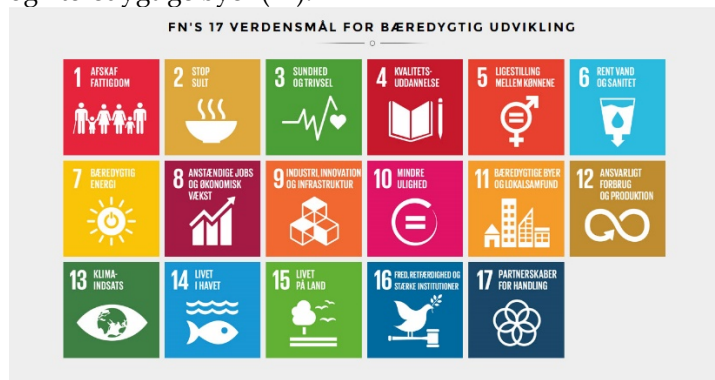 FN'S 17 VERDENSMÅL FOR BÆREDYGTIG UDVIKLING
1 AFSKAF
FATTIGDOM
2 STOP
SULT
3 SUNDHED
OG TRIVSEL
4 KVALITETS-
UDDANNELSE
5 LIGESTILLING
MELLEM KØNNENE
6 RENT VAND
OG SANITET
7 BÆREDYGTIG
ENERGI
8 ANSTÆNDIGE JOBS
OG ØKONOMISK
VÆKST
9 INDUSTRI, INNOVATION
OG INFRASTRUKTUR
10 MINDRE
ULIGHED
11 BÆREDYGTIGE BYER
OG LOKALSAMFUND
12 ANSVARLIGT
FORBRUG
OG PRODUKTION
13 KLIMA-
INDSATS
14 LIVET
I HAVET
15 LIVET
PÅ LAND
16 FRED, RETFÆRDIGHED OG
STÆRKE INSTITUTIONER
17 PARTNERSKABER
FOR HANDLING